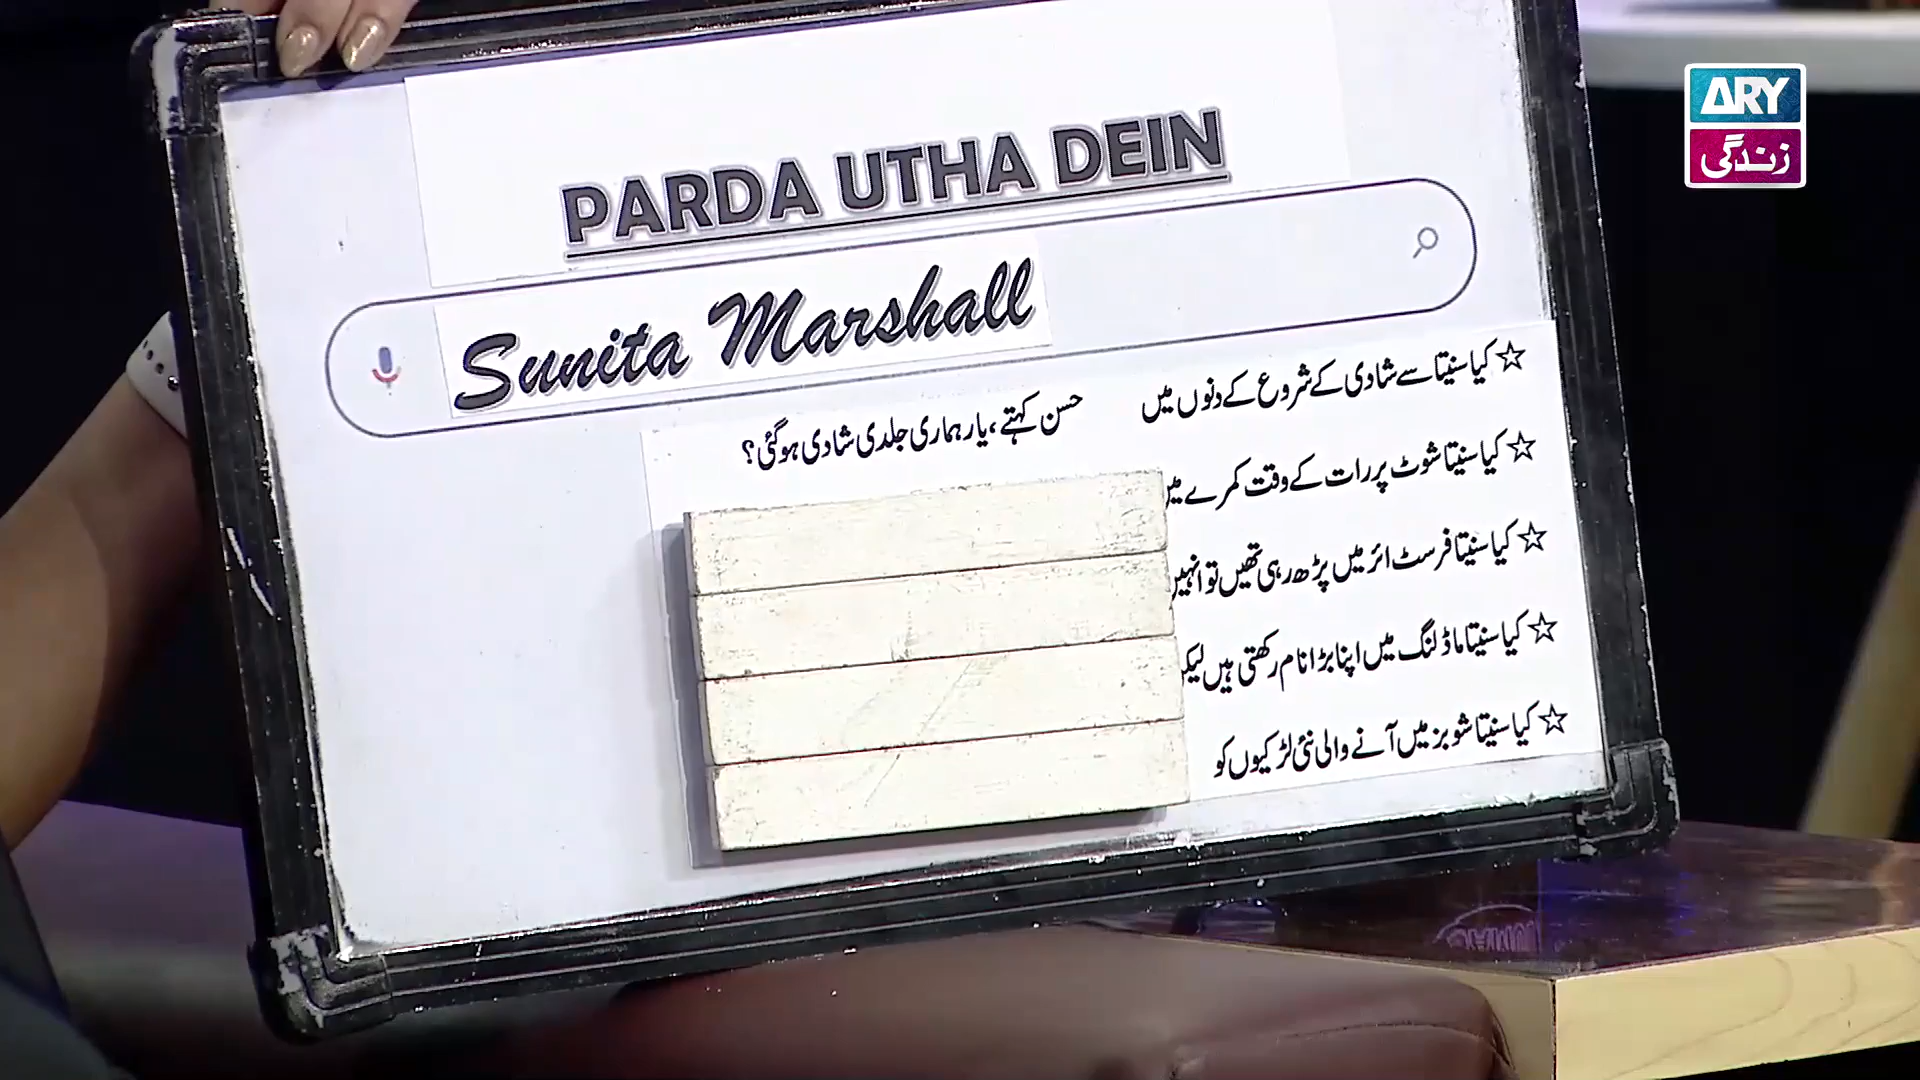 PARDA UTHA DEIN
Sunita Marshall
☆ کیا سنیتا سے شادی کے شروع کے دنوں میں حسن کہتے، یار ہماری جلدی شادی ہوگئی؟
☆ کیا سنیتا شوٹ پر رات کے وقت کمرے میں
☆ کیا سنیتا فرسٹ ائر میں پڑھ رہی تھیں تو انہیں
☆ کیا سنیتا ماڈلنگ میں اپنا بڑا نام رکھتی ہیں
☆ کیا سنیتا شوبز میں آنے والی نئی لڑکیوں کو
ARY
زندگی